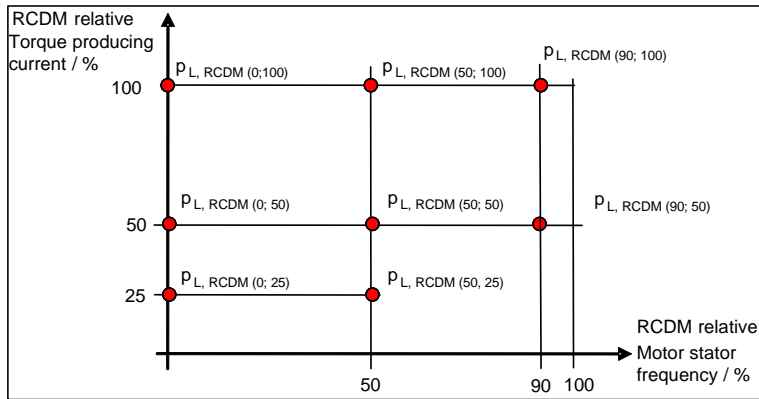 RCDM relative
Torque producing
current / %
p L, RCDM (0;100)
p L, RCDM (50; 100)
p L, RCDM (90; 100)
100
p L, RCDM (0; 50)
p L, RCDM (50; 50)
p L, RCDM (90; 50)
50
p L, RCDM (0; 25)
p L, RCDM (50, 25)
25
RCDM relative
Motor stator
frequency / %
50
90
100